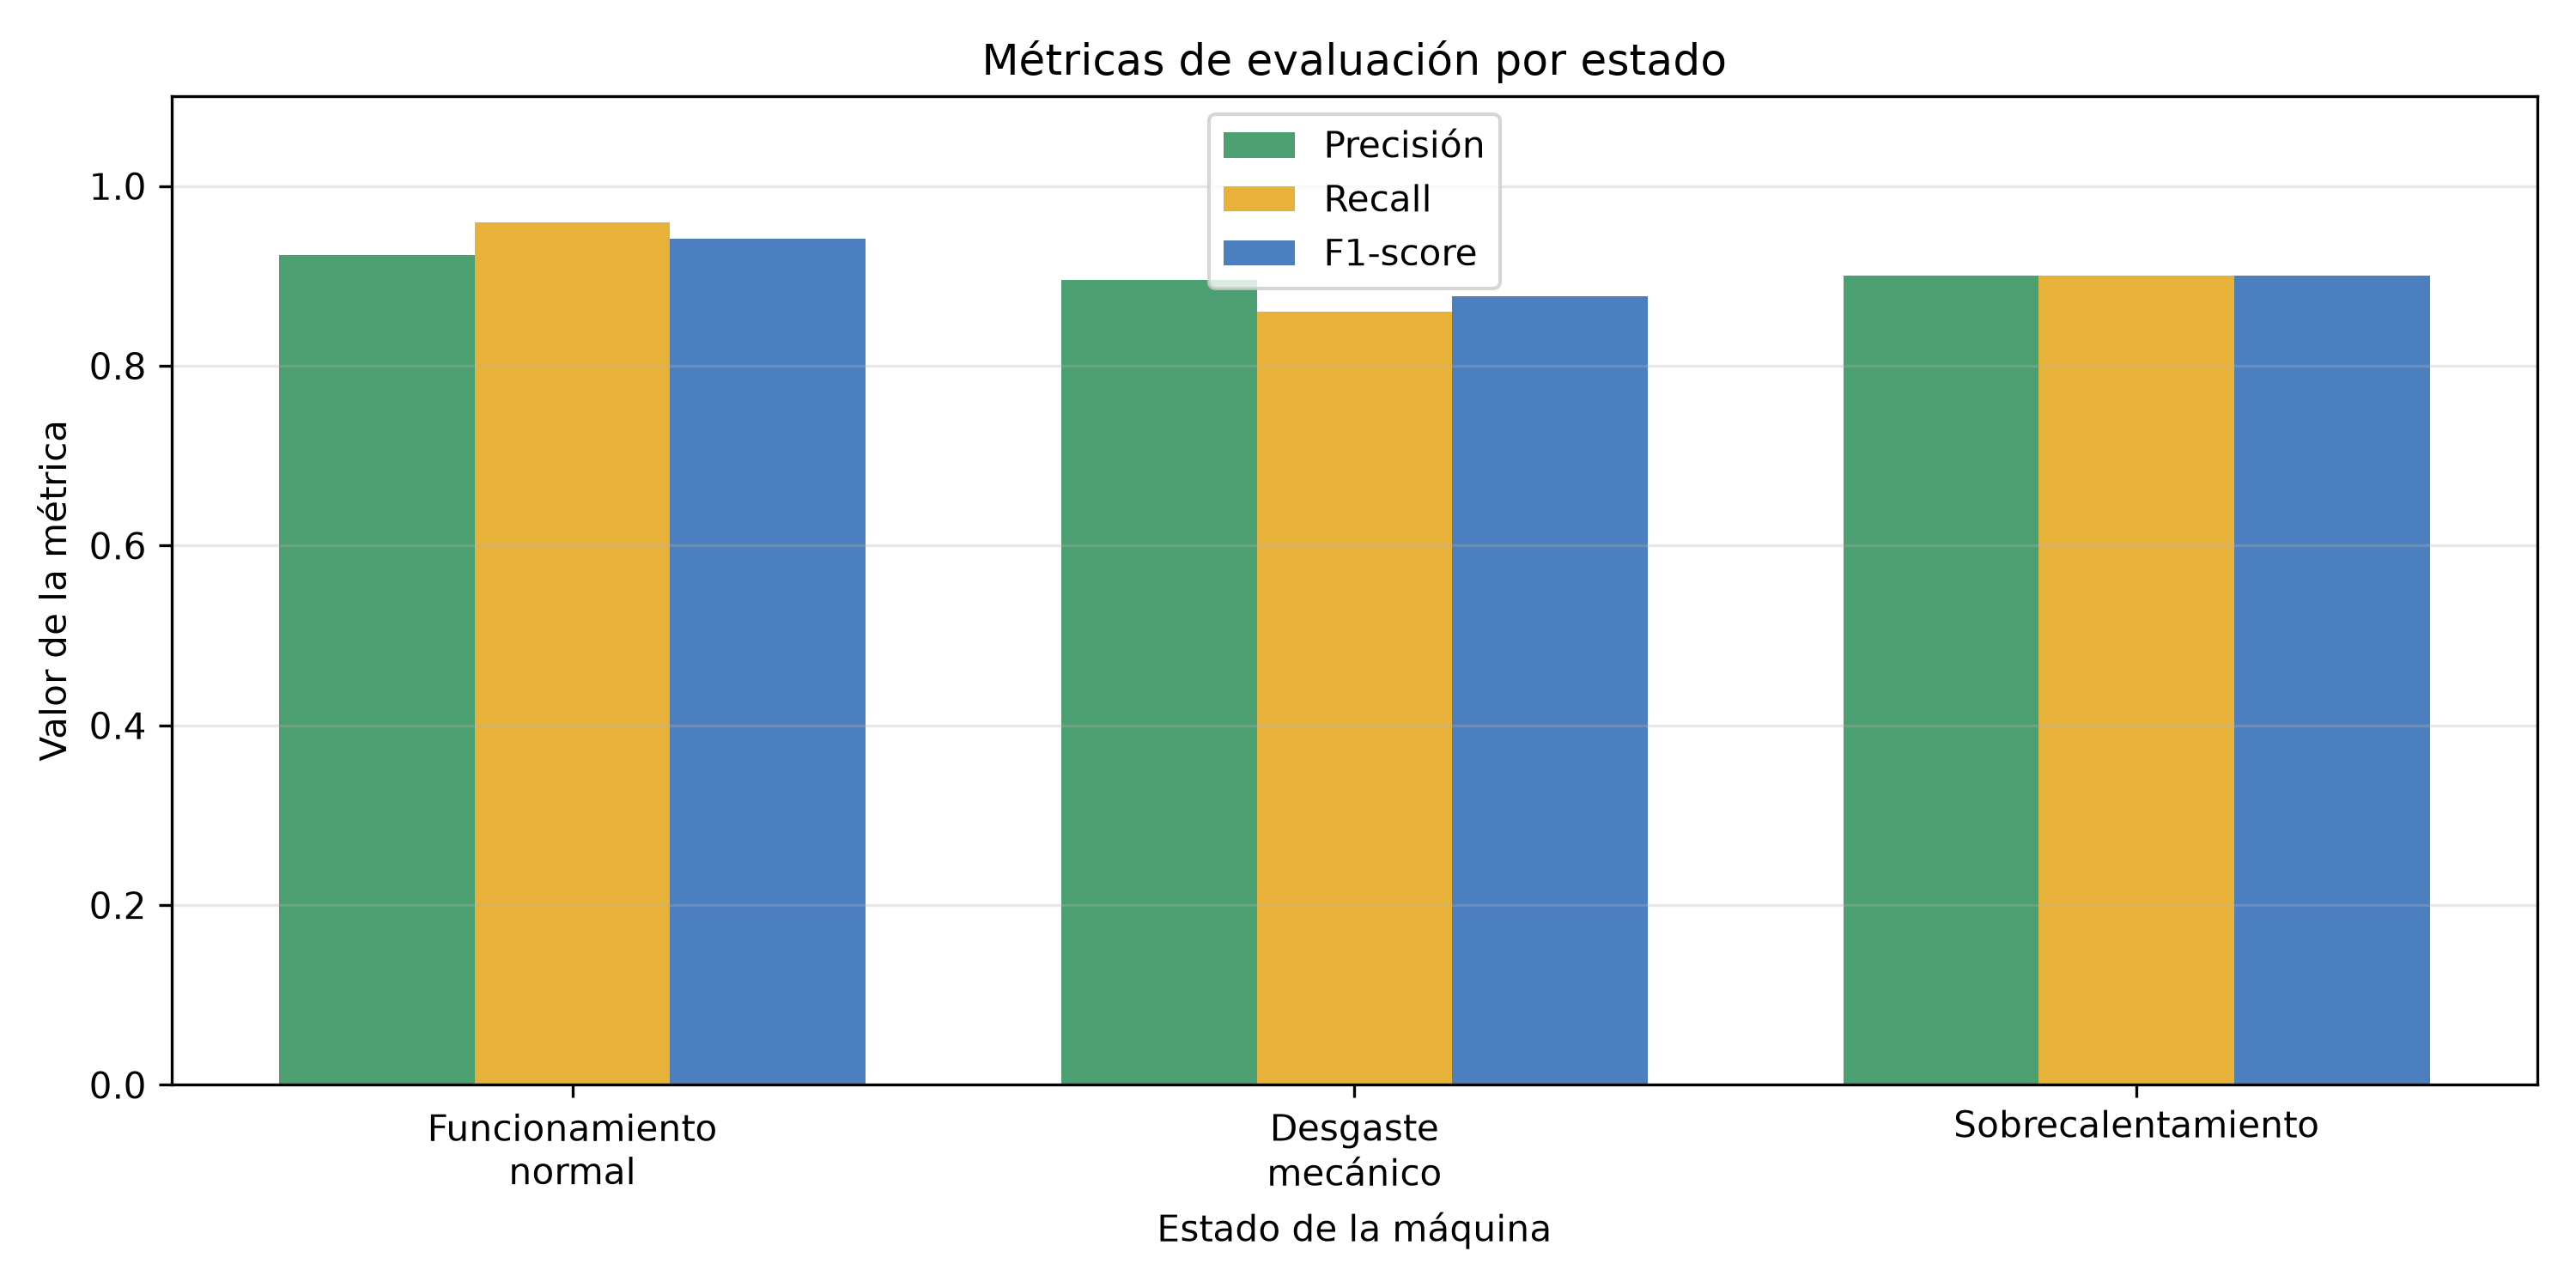 Métricas de evaluación por estado
Precisión
Recall
F1-score
Valor de la métrica
1.0
0.8
0.6
0.4
0.2
0.0
Funcionamiento
normal
Desgaste
mecánico
Sobrecalentamiento
Estado de la máquina